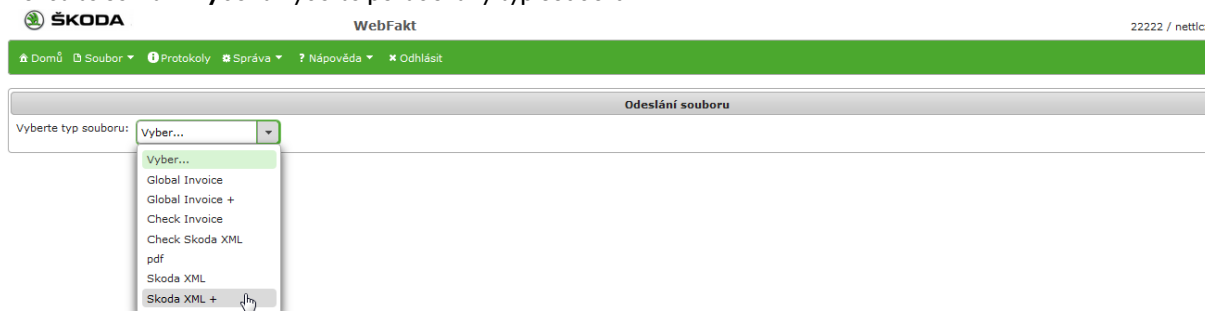 ŠKODA
WebFakt
22222 / nettlc
Domů Soubor Protokoly Správa ? Nápověda Odhlásit
Odeslání souboru
Vyberte typ souboru: Vyber...
Vyber...
Global Invoice
Global Invoice +
Check Invoice
Check Skoda XML
pdf
Skoda XML
Skoda XML +